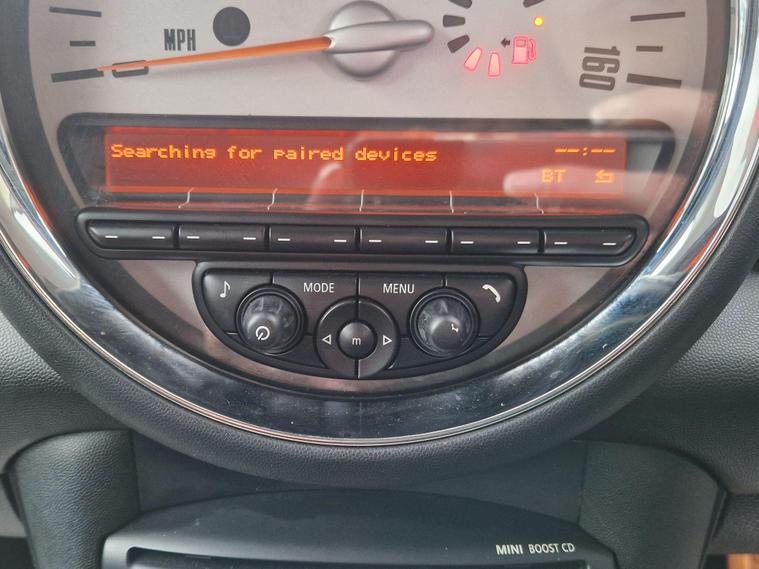 MPH
160
Searching for paired devices
--:--
BT
MODE
MENU
m
MINI BOOST CD